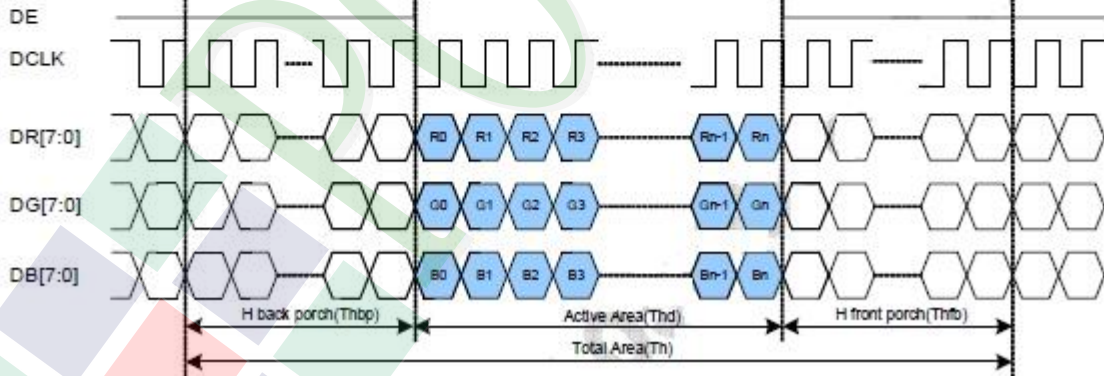 DE
DCLK
DR[7:0] R0 R1 R2 R3 Rn-1 Rn
DG[7:0] G0 G1 G2 G3 Gn-1 Gn
DB[7:0] B0 B1 B2 B3 Bn-1 Bn
H back porch(Thbp) Active Area(Thd) H front porch(Thfb)
Total Area(Th)